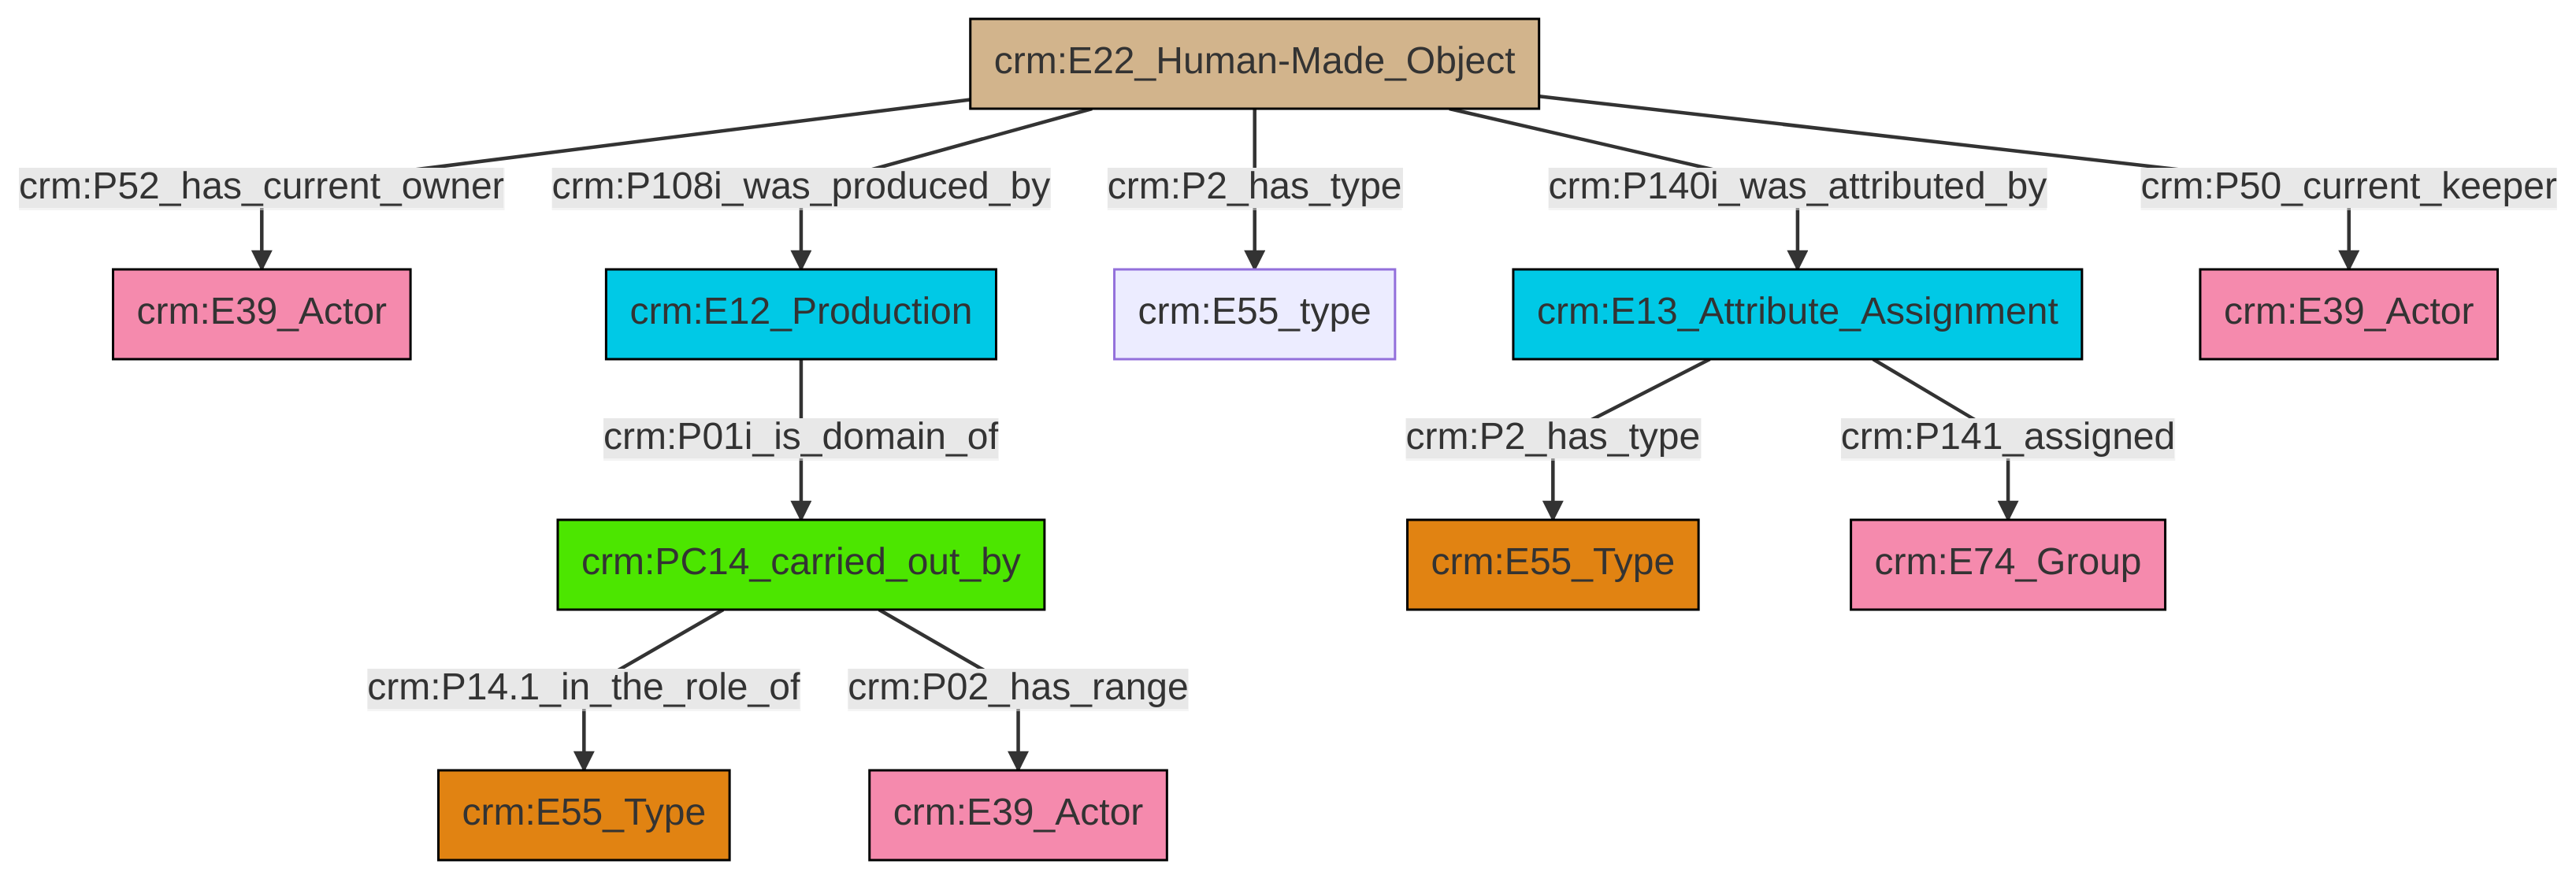 crm:E22_Human-Made_Object
crm:P52_has_current_owner
crm:P108i_was_produced_by
crm:P2_has_type
crm:P140i_was_attributed_by
crm:P50_current_keeper
crm:E39_Actor
crm:E12_Production
crm:E55_type
crm:E13_Attribute_Assignment
crm:E39_Actor
crm:P01i_is_domain_of
crm:P2_has_type
crm:P141_assigned
crm:PC14_carried_out_by
crm:E55_Type
crm:E74_Group
crm:P14.1_in_the_role_of
crm:P02_has_range
crm:E55_Type
crm:E39_Actor